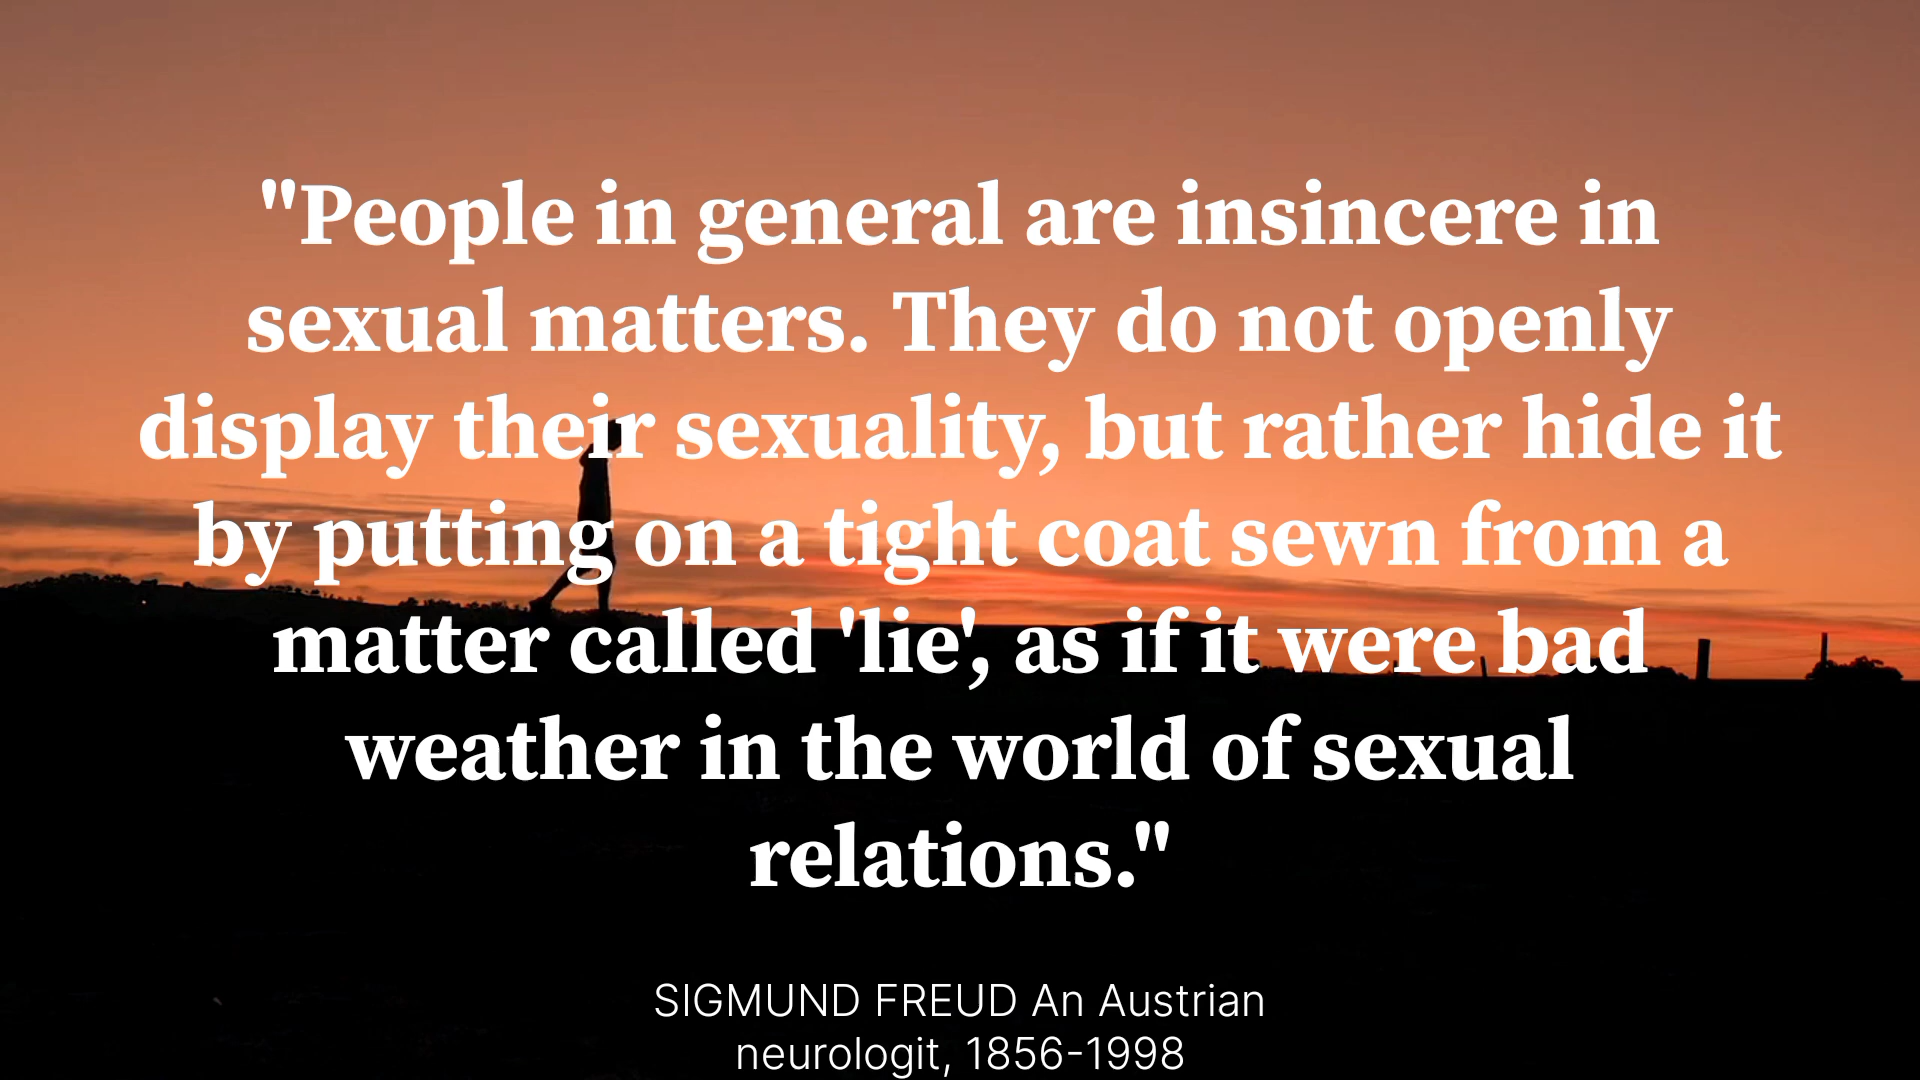 "People in general are insincere in
sexual matters. They do not openly
display their sexuality, but rather hide it
by putting on a tight coat sewn from a
matter called 'lie', as if it were bad
weather in the world of sexual
relations."
SIGMUND FREUD An Austrian
neurologit, 1856-1998